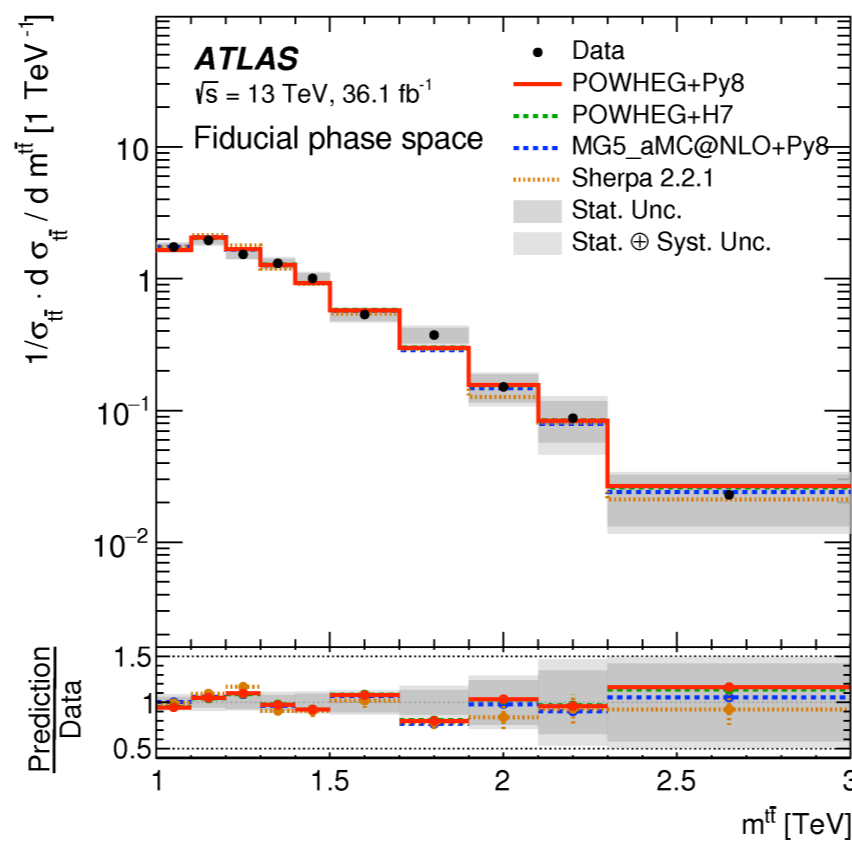 1/σ_tt̄ · d σ_tt̄ / d m^tt̄ [1 TeV⁻¹]
ATLAS
√s = 13 TeV, 36.1 fb⁻¹
Fiducial phase space
Data
POWHEG+Py8
POWHEG+H7
MG5_aMC@NLO+Py8
Sherpa 2.2.1
Stat. Unc.
Stat. ⊕ Syst. Unc.
10
1
10⁻¹
10⁻²
Prediction
Data
1.5
1
0.5
1 1.5 2 2.5 3
m^tt̄ [TeV]